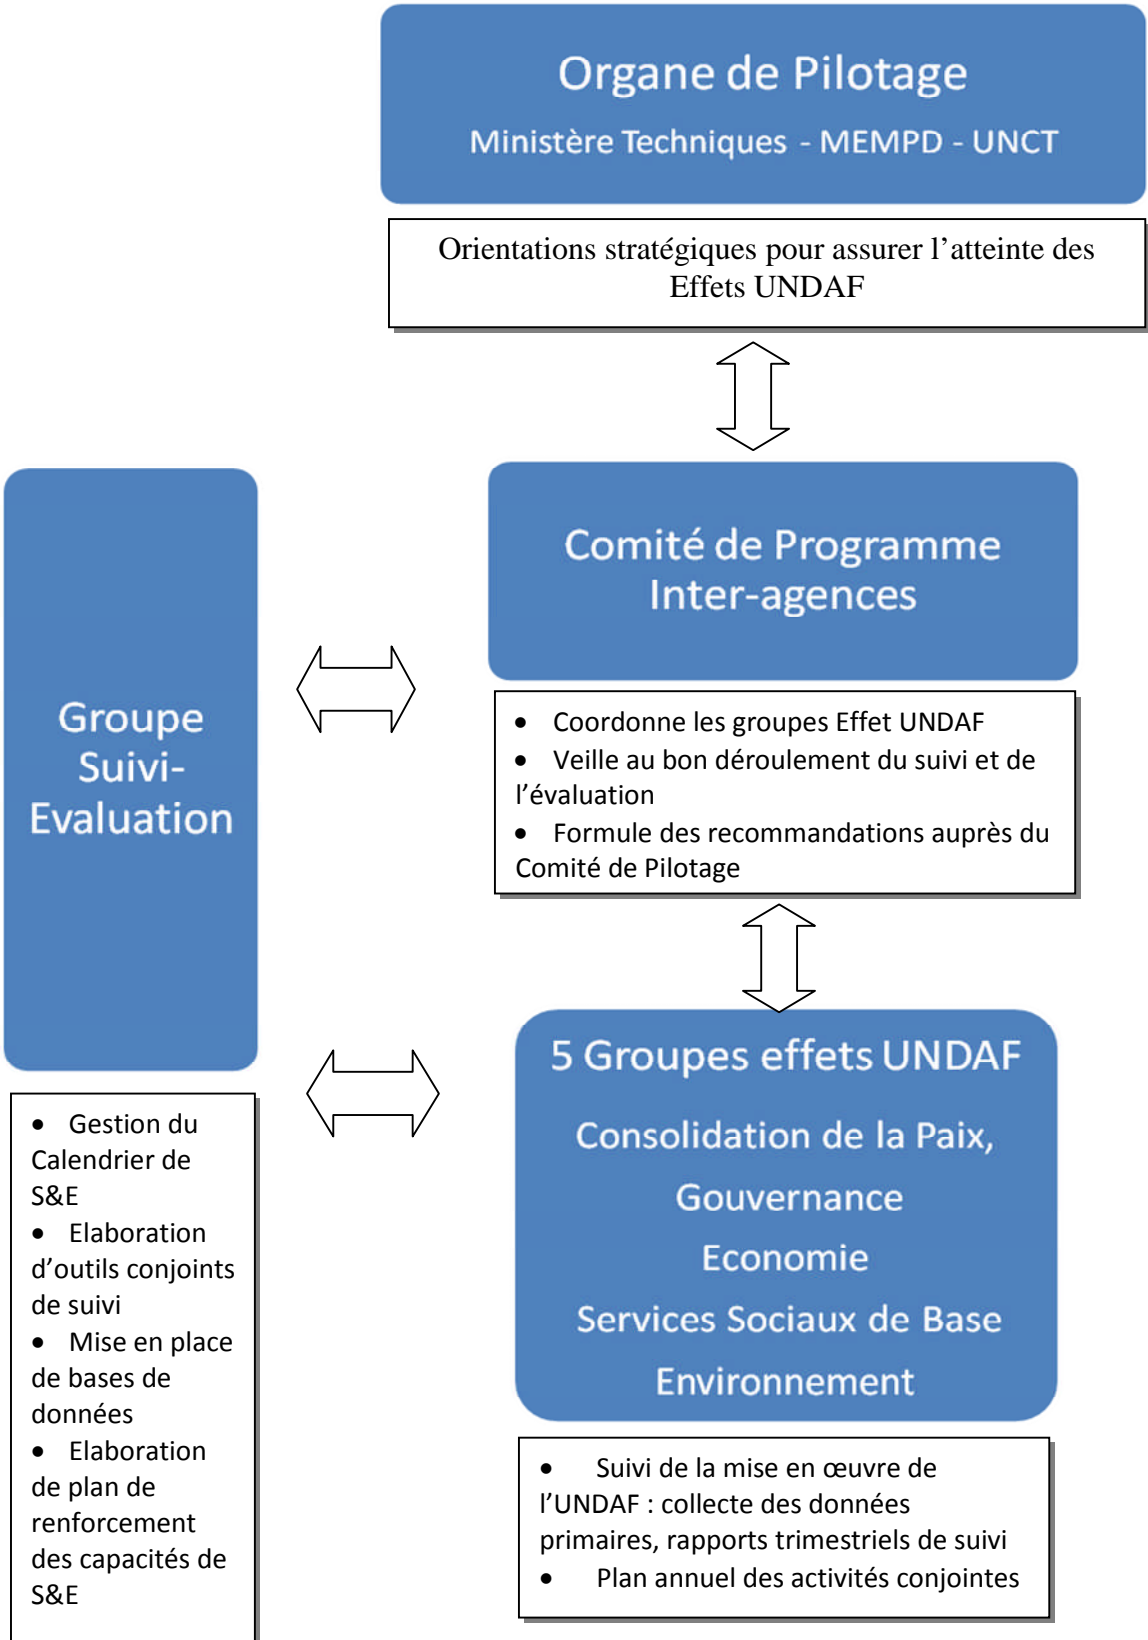 Organe de Pilotage
Ministère Techniques - MEMPD - UNCT
Orientations stratégiques pour assurer l’atteinte des
Effets UNDAF
Comité de Programme
Inter-agences
• Coordonne les groupes Effet UNDAF
• Veille au bon déroulement du suivi et de
l’évaluation
• Formule des recommandations auprès du
Comité de Pilotage
Groupe
Suivi-
Evaluation
• Gestion du
Calendrier de
S&E
• Elaboration
d’outils conjoints
de suivi
• Mise en place
de bases de
données
• Elaboration
de plan de
renforcement
des capacités de
S&E
5 Groupes effets UNDAF
Consolidation de la Paix,
Gouvernance
Economie
Services Sociaux de Base
Environnement
• Suivi de la mise en œuvre de
l’UNDAF : collecte des données
primaires, rapports trimestriels de suivi
• Plan annuel des activités conjointes